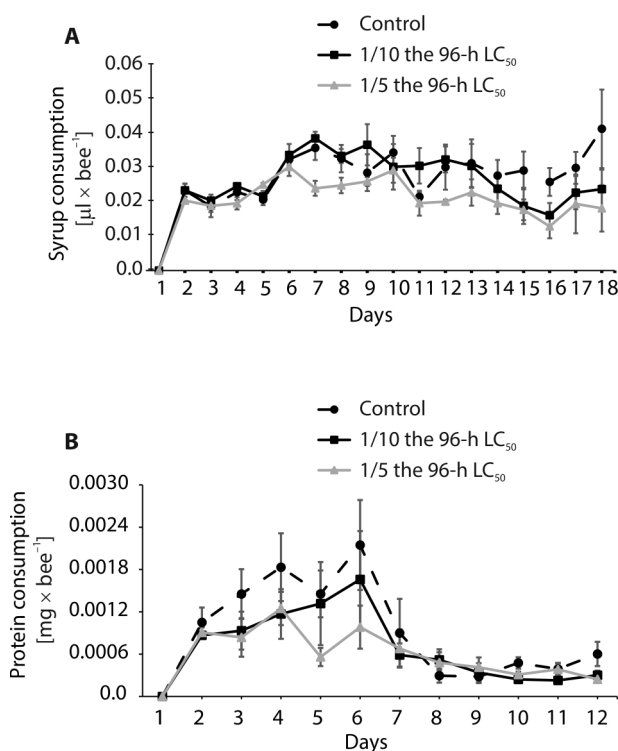 A
Control
1/10 the 96-h LC₅₀
1/5 the 96-h LC₅₀
Syrup consumption
[µl × bee⁻¹]
0.06
0.05
0.04
0.03
0.02
0.01
0.0
1 2 3 4 5 6 7 8 9 10 11 12 13 14 15 16 17 18
Days
B
Control
1/10 the 96-h LC₅₀
1/5 the 96-h LC₅₀
Protein consumption
[mg × bee⁻¹]
0.0030
0.0024
0.0018
0.0012
0.0006
0.0
1 2 3 4 5 6 7 8 9 10 11 12
Days